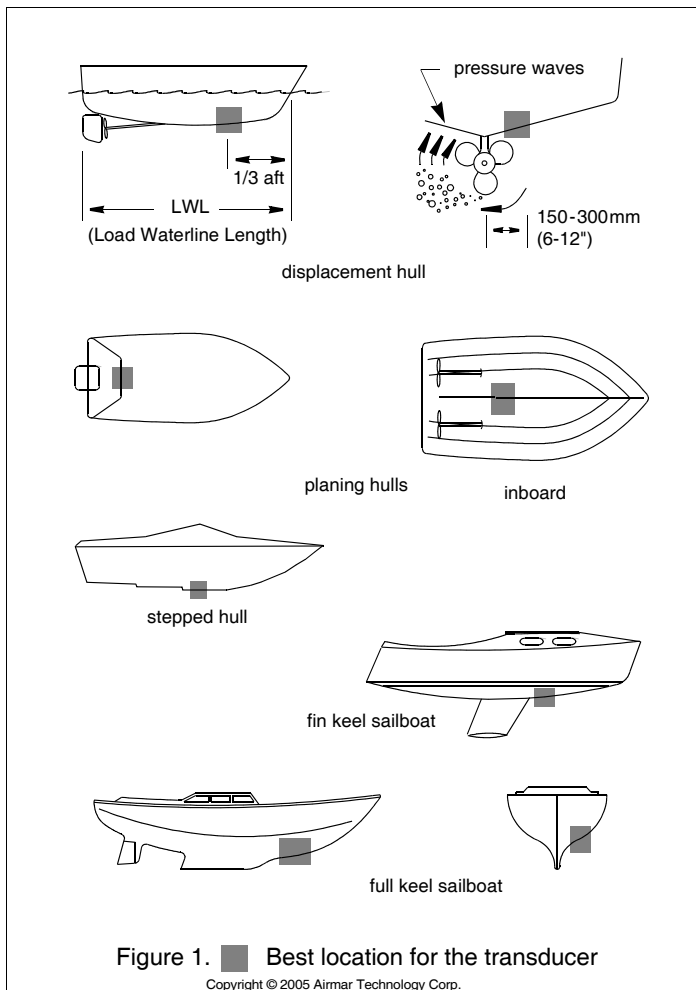 pressure waves
1/3 aft
LWL
(Load Waterline Length)
150-300mm
(6-12")
displacement hull
planing hulls
inboard
stepped hull
fin keel sailboat
full keel sailboat
Figure 1. Best location for the transducer
Copyright © 2005 Airmar Technology Corp.